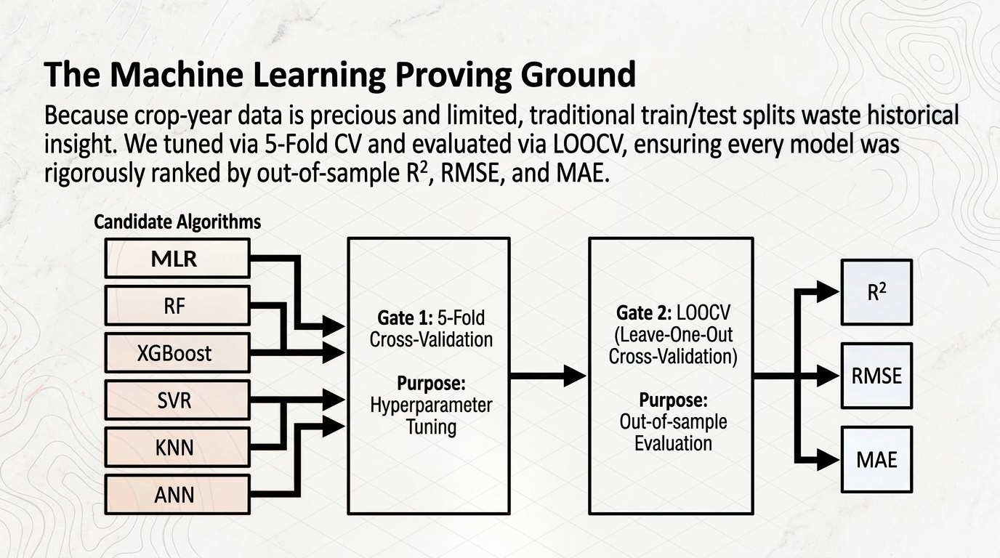 The Machine Learning Proving Ground
Because crop-year data is precious and limited, traditional train/test splits waste historical
insight. We tuned via 5-Fold CV and evaluated via LOOCV, ensuring every model was
rigorously ranked by out-of-sample R², RMSE, and MAE.
Candidate Algorithms
MLR
RF
XGBoost
SVR
KNN
ANN
Gate 1: 5-Fold
Cross-Validation
Purpose:
Hyperparameter
Tuning
Gate 2: LOOCV
(Leave-One-Out
Cross-Validation)
Purpose:
Out-of-sample
Evaluation
R²
RMSE
MAE